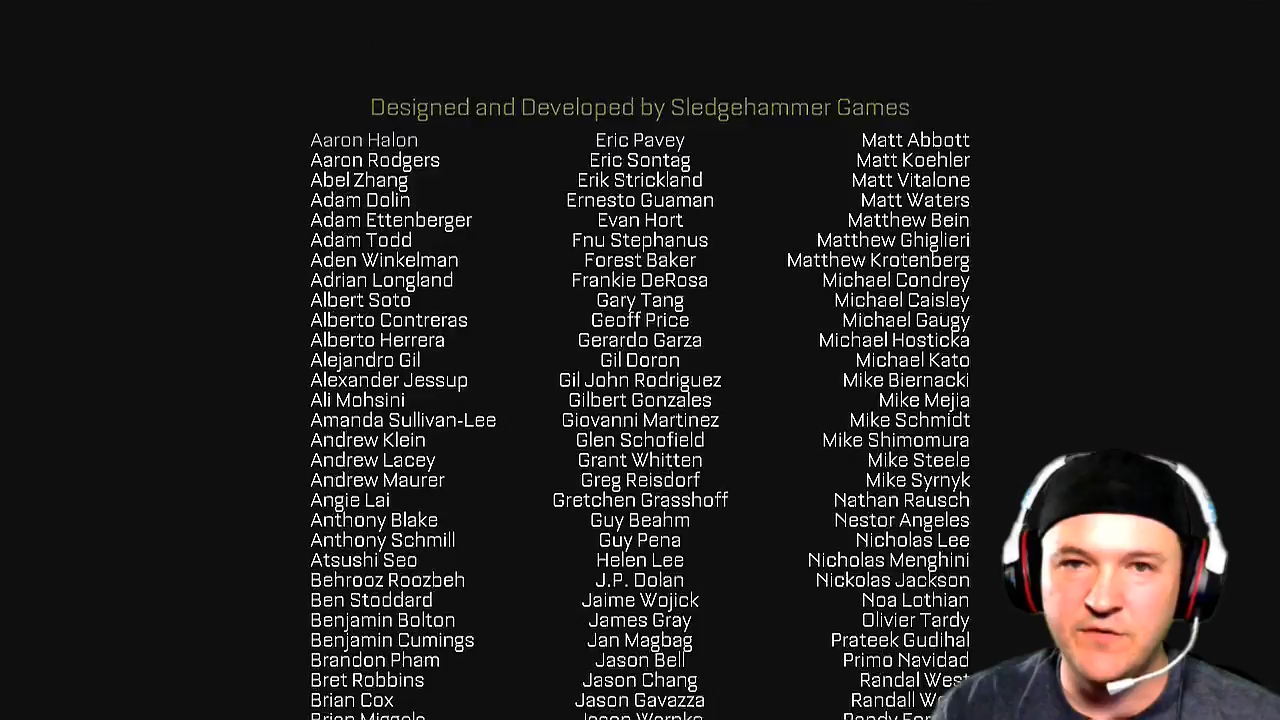 Designed and Developed by Sledgehammer Games
Aaron Halon Eric Pavey Matt Abbott
Aaron Rodgers Eric Sontag Matt Koehler
Abel Zhang Erik Strickland Matt Vitalone
Adam Dolin Ernesto Guaman Matt Waters
Adam Ettenberger Evan Hort Matthew Bein
Adam Todd Fnu Stephanus Matthew Ghiglieri
Aden Winkelman Forest Baker Matthew Krotenberg
Adrian Longland Frankie DeRosa Michael Condrey
Albert Soto Gary Tang Michael Caisley
Alberto Contreras Geoff Price Michael Gaugy
Alberto Herrera Gerardo Garza Michael Hosticka
Alejandro Gil Gil Doron Michael Kato
Alexander Jessup Gil John Rodriguez Mike Biernacki
Ali Mohsini Gilbert Gonzales Mike Mejia
Amanda Sullivan-Lee Giovanni Martinez Mike Schmidt
Andrew Klein Glen Schofield Mike Shimomura
Andrew Lacey Grant Whitten Mike Steele
Andrew Maurer Greg Reisdorf Mike Syrnyk
Angie Lai Gretchen Grasshoff Nathan Rausch
Anthony Blake Guy Beahm Nestor Angeles
Anthony Schmill Guy Pena Nicholas Lee
Atsushi Seo Helen Lee Nicholas Menghini
Behrooz Roozbeh J.P. Dolan Nickolas Jackson
Ben Stoddard Jaime Wojick Noa Lothian
Benjamin Bolton James Gray Olivier Tardy
Benjamin Cumings Jan Magbag Prateek Gudihal
Brandon Pham Jason Bell Primo Navidad
Bret Robbins Jason Chang Randal West
Brian Cox Jason Gavazza Randall